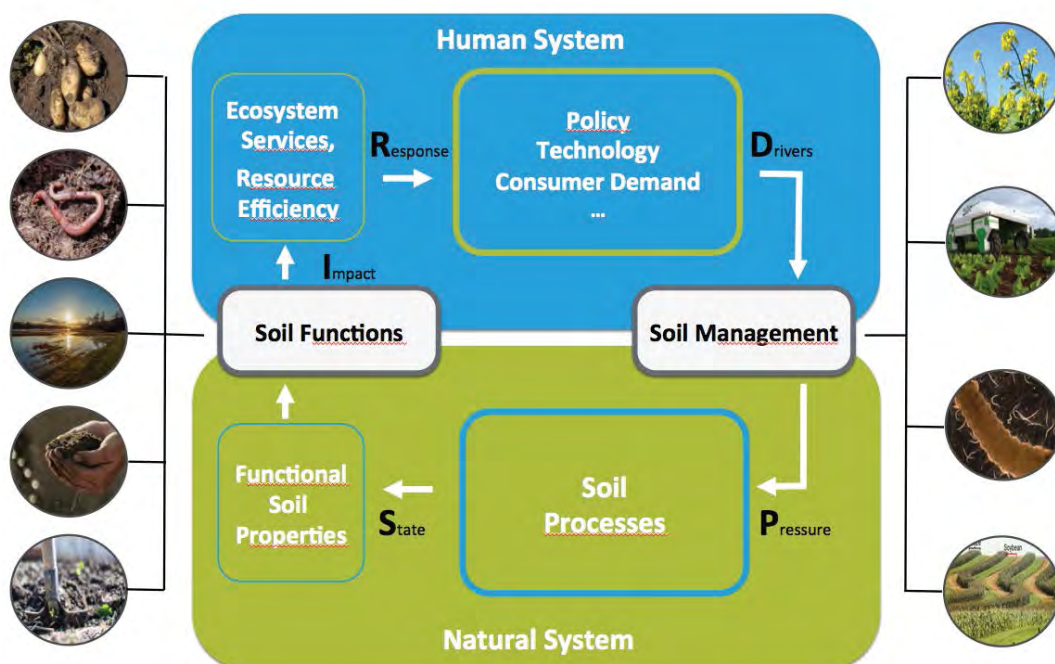 Human System
Ecosystem
Services,
Resource
Efficiency
Response
Policy
Technology
Consumer Demand
...
Drivers
Impact
Soil Functions
Soil Management
Functional
Soil
Properties
State
Soil
Processes
Pressure
Natural System
Soybean